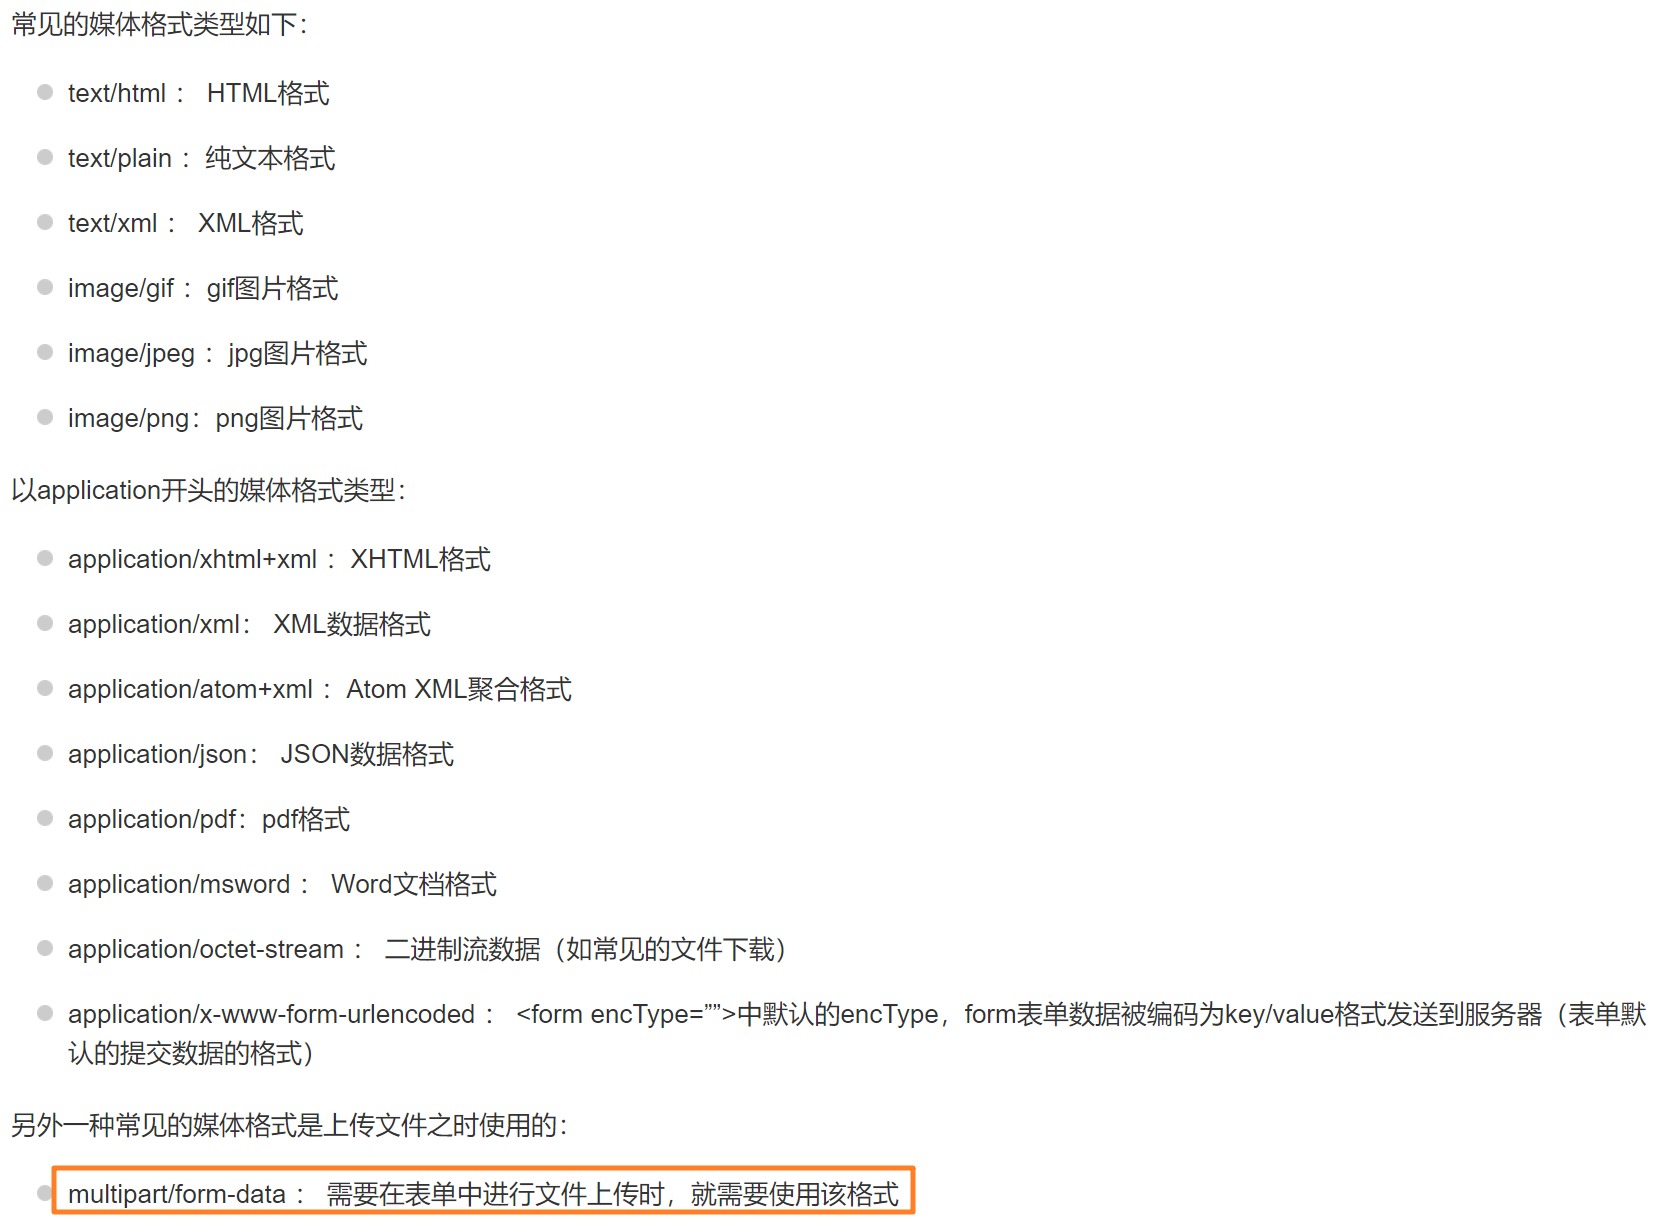 常见的媒体格式类型如下：
text/html ： HTML格式
text/plain ：纯文本格式
text/xml ： XML格式
image/gif ：gif图片格式
image/jpeg ：jpg图片格式
image/png：png图片格式
以application开头的媒体格式类型：
application/xhtml+xml ：XHTML格式
application/xml： XML数据格式
application/atom+xml ：Atom XML聚合格式
application/json： JSON数据格式
application/pdf：pdf格式
application/msword ： Word文档格式
application/octet-stream ： 二进制流数据（如常见的文件下载）
application/x-www-form-urlencoded ： <form encType=””>中默认的encType，form表单数据被编码为key/value格式发送到服务器（表单默
认的提交数据的格式）
另外一种常见的媒体格式是上传文件之时使用的：
multipart/form-data ： 需要在表单中进行文件上传时，就需要使用该格式